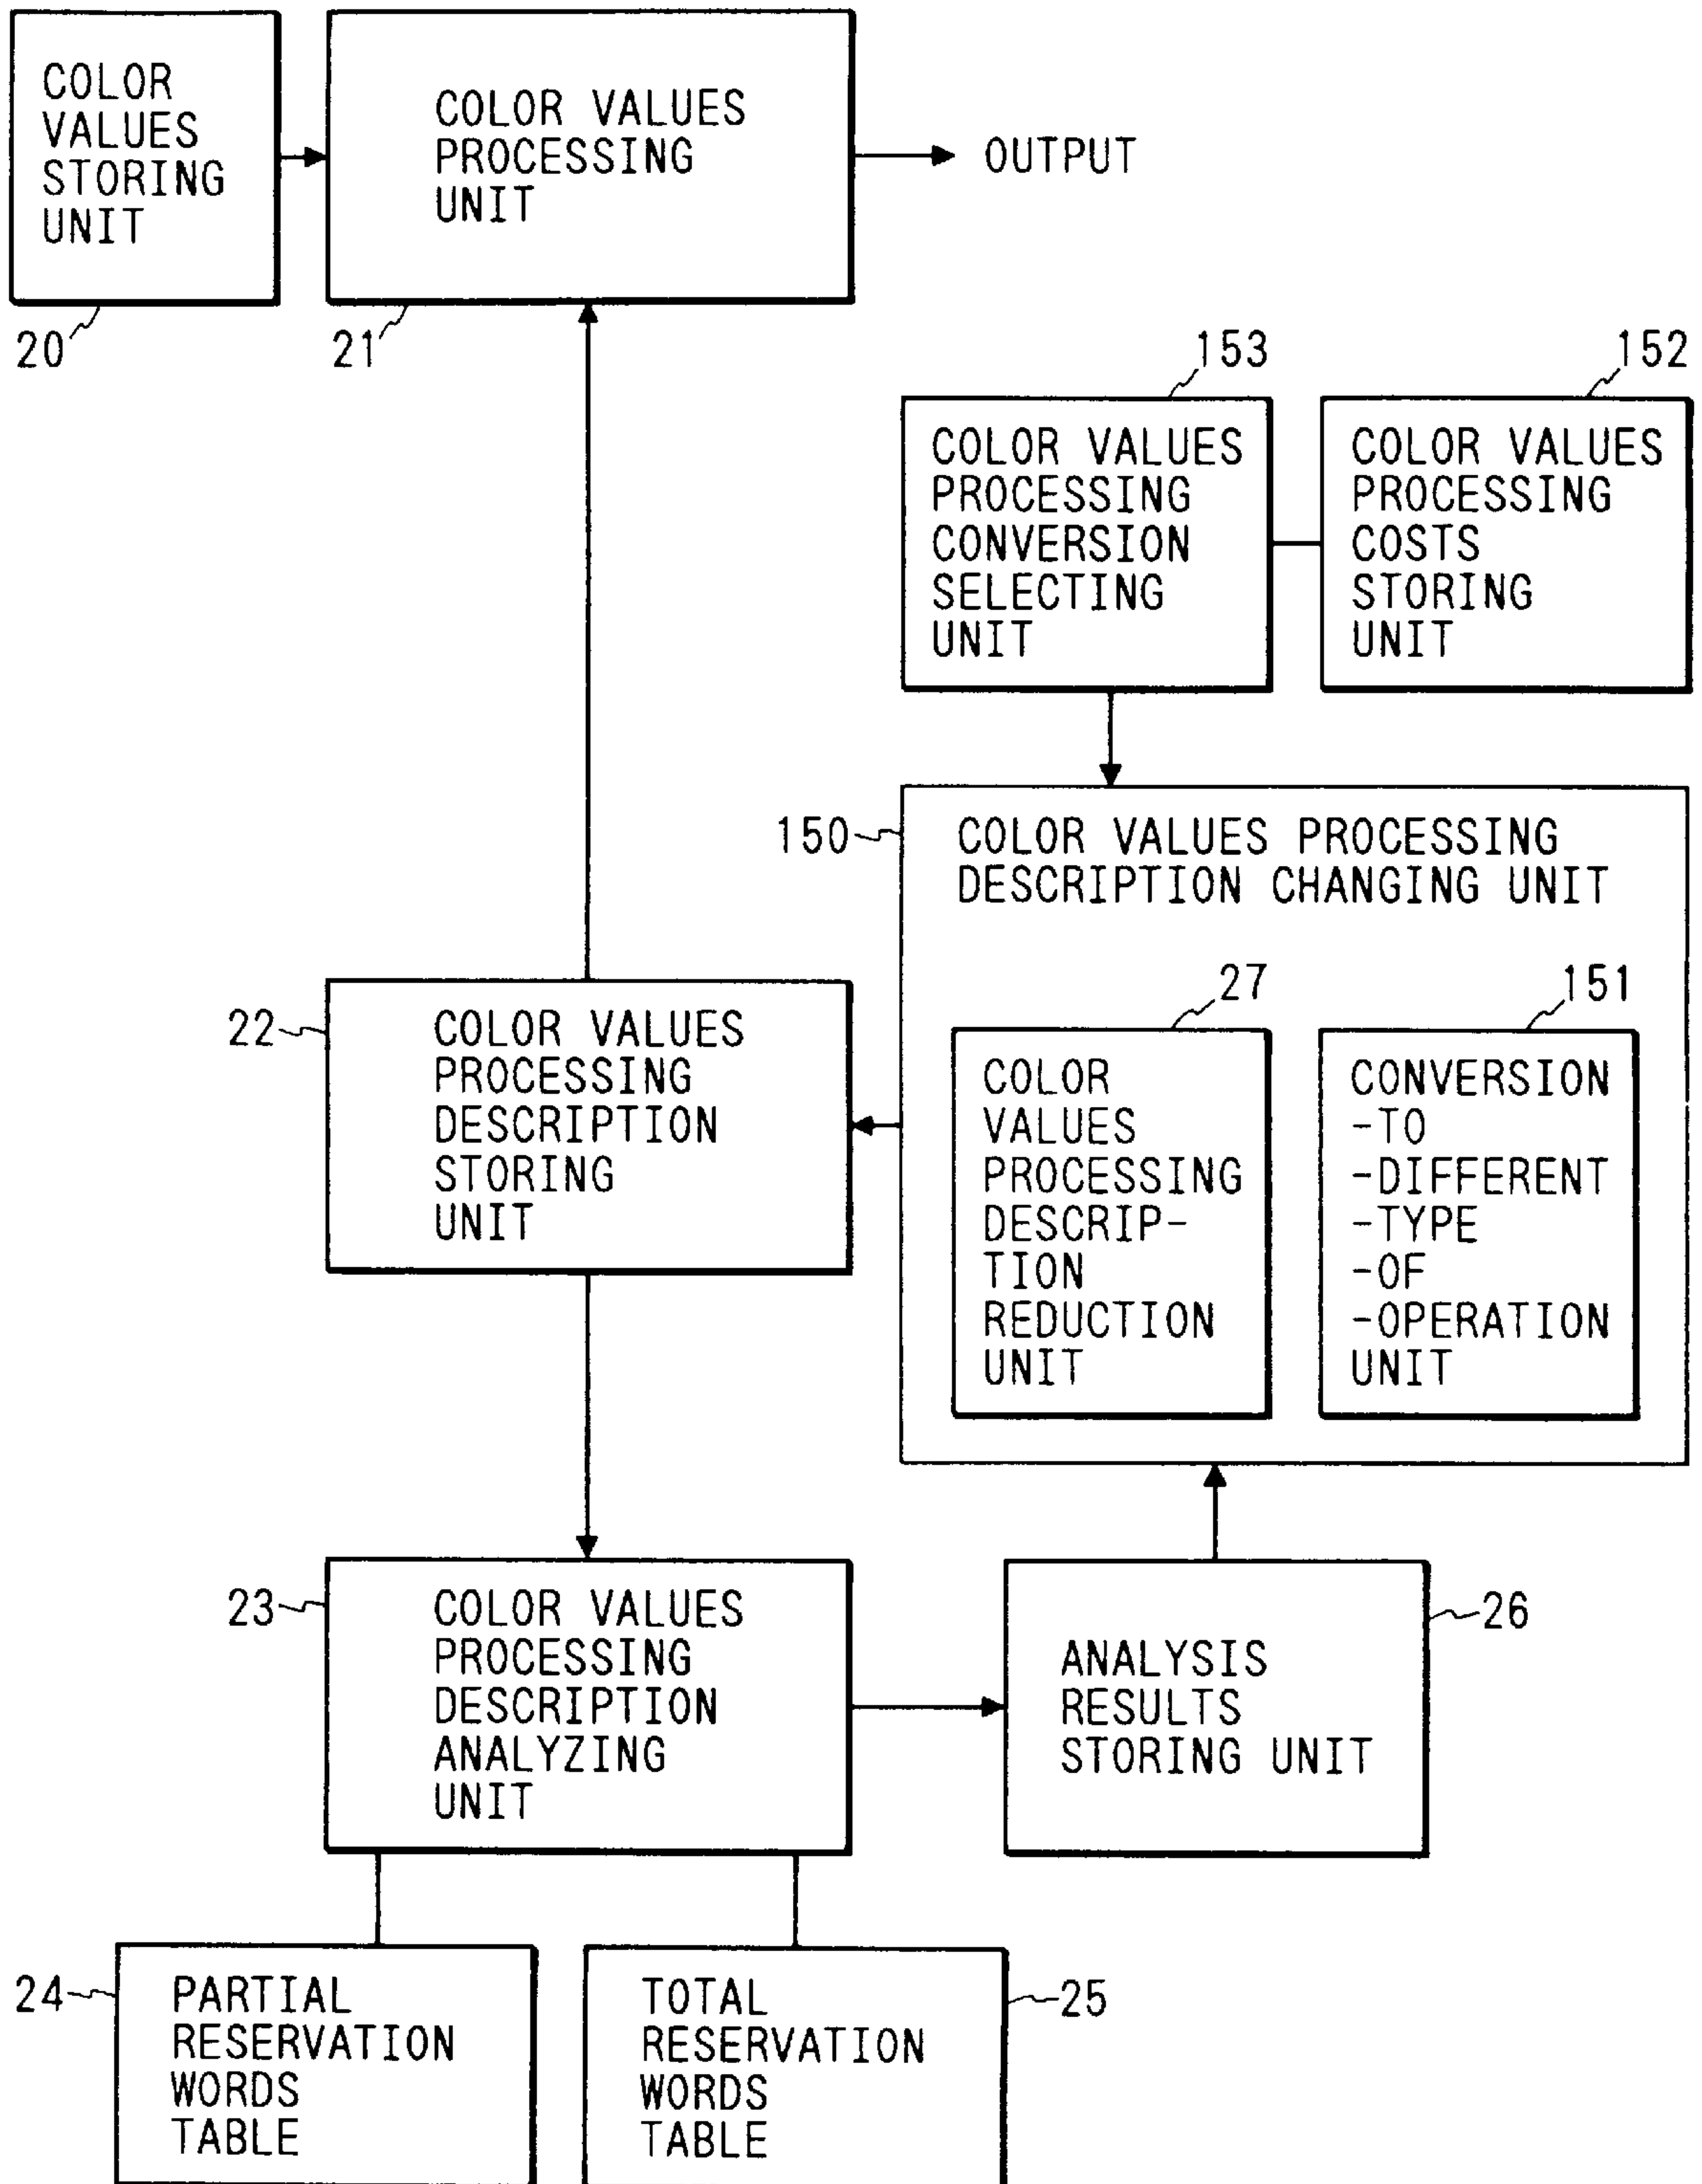 COLOR
VALUES
STORING
UNIT
20
COLOR VALUES
PROCESSING
UNIT
21
OUTPUT
153
COLOR VALUES
PROCESSING
CONVERSION
SELECTING
UNIT
152
COLOR VALUES
PROCESSING
COSTS
STORING
UNIT
150
COLOR VALUES PROCESSING
DESCRIPTION CHANGING UNIT
27
COLOR
VALUES
PROCESSING
DESCRIP-
TION
REDUCTION
UNIT
151
CONVERSION
-TO
-DIFFERENT
-TYPE
-OF
-OPERATION
UNIT
22
COLOR VALUES
PROCESSING
DESCRIPTION
STORING
UNIT
23
COLOR VALUES
PROCESSING
DESCRIPTION
ANALYZING
UNIT
26
ANALYSIS
RESULTS
STORING UNIT
24
PARTIAL
RESERVATION
WORDS
TABLE
25
TOTAL
RESERVATION
WORDS
TABLE